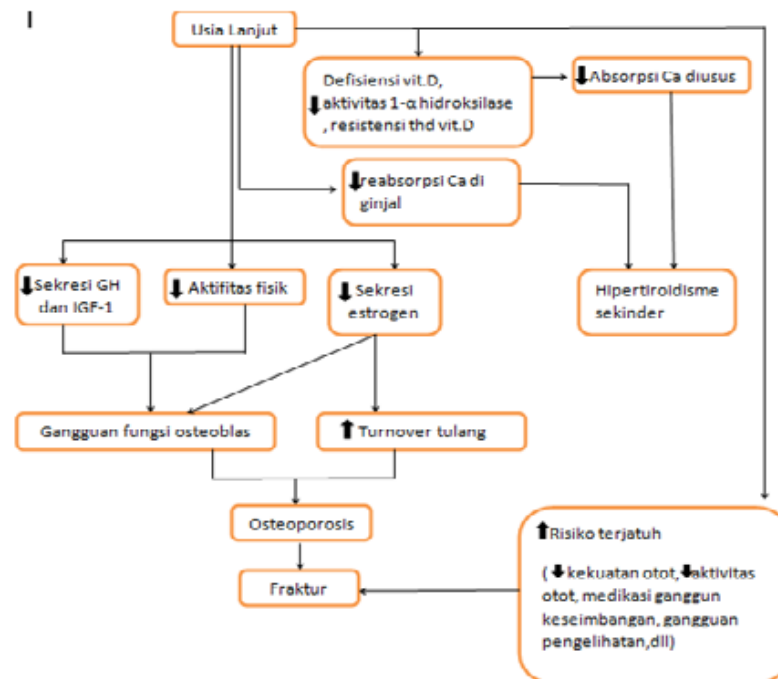 I
Usia Lanjut
Defisiensi vit.D,
⬇aktivitas 1-α hidroksilase
, resistensi thd vit.D
⬇Absorpsi Ca diusus
⬇reabsorpsi Ca di
ginjal
⬇Sekresi GH
dan IGF-1
⬇ Aktifitas fisik
⬇ Sekresi
estrogen
Hipertiroidisme
sekinder
Gangguan fungsi osteoblas
⬆ Turnover tulang
Osteoporosis
Fraktur
⬆Risiko terjatuh
( ⬇kekuatan otot,⬇aktivitas
otot, medikasi ganggun
keseimbangan, gangguan
pengelihatan,dll)